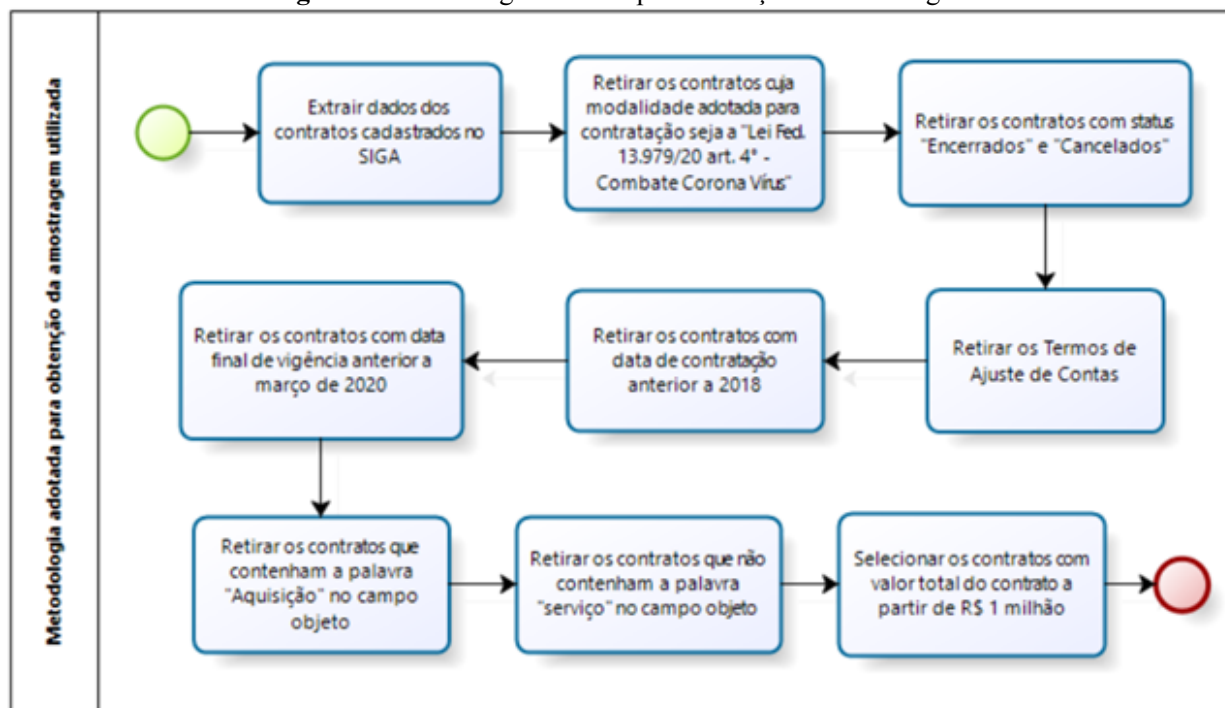 Metodologia adotada para obtenção da amostragem utilizada
Extrair dados dos
contratos cadastrados no
SIGA
Retirar os contratos cuja
modalidade adotada para
contratação seja a "Lei Fed.
13.979/20 art. 4° -
Combate Corona Vírus"
Retirar os contratos com status
"Encerrados" e "Cancelados"
Retirar os Termos de
Ajuste de Contas
Retirar os contratos com
data de contratação
anterior a 2018
Retirar os contratos com data
final de vigência anterior a
março de 2020
Retirar os contratos que
contenham a palavra
"Aquisição" no campo
objeto
Retirar os contratos que não
contenham a palavra
"serviço" no campo objeto
Selecionar os contratos com
valor total do contrato a
partir de R$ 1 milhão